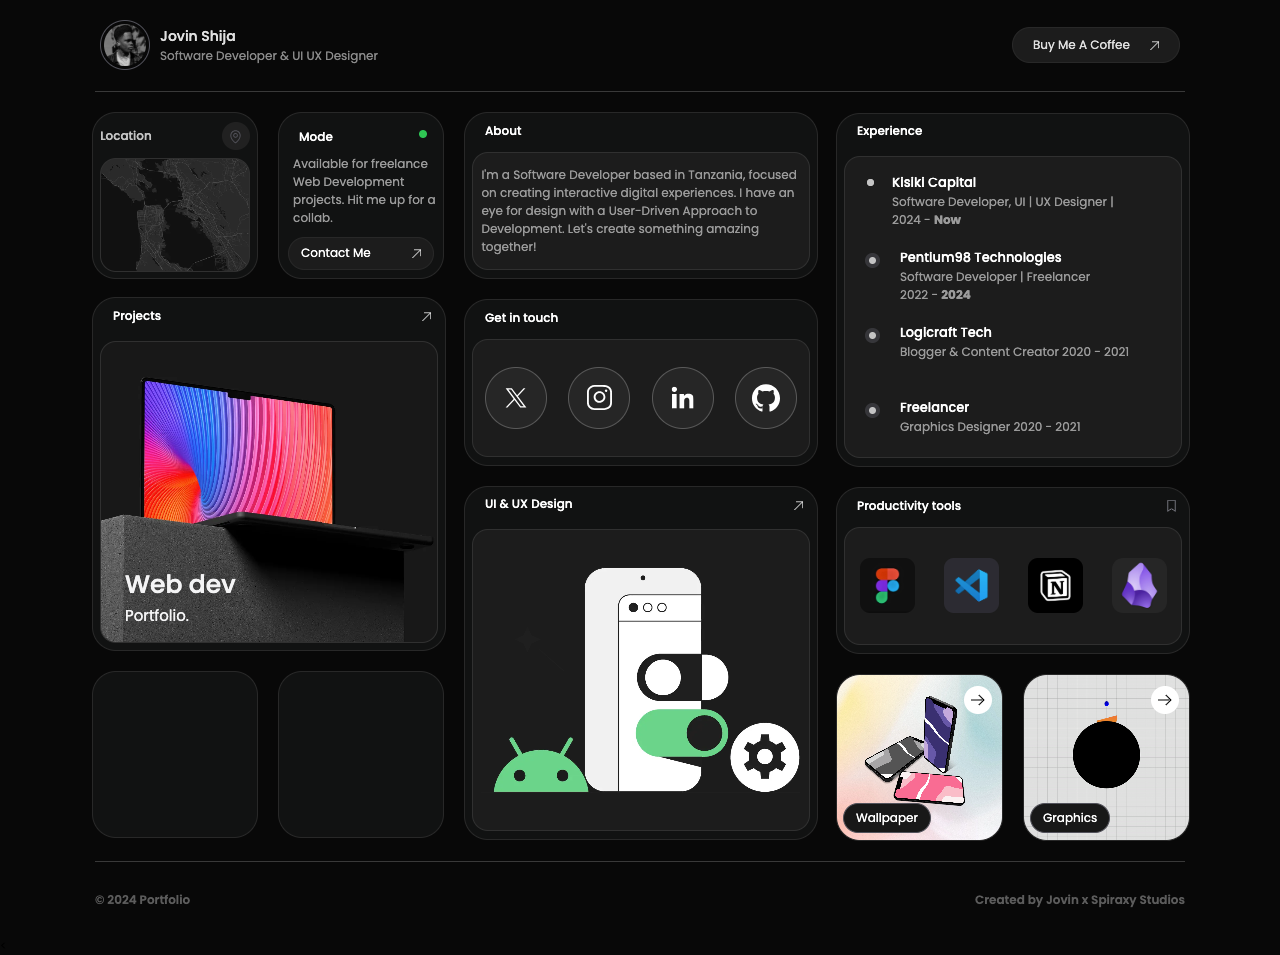 Jovin Shija
Software Developer & UI UX Designer
Buy Me A Coffee
Location
Mode
Available for freelance
Web Development
projects. Hit me up for a
collab.
Contact Me
About
I'm a Software Developer based in Tanzania, focused
on creating interactive digital experiences. I have an
eye for design with a User-Driven Approach to
Development. Let's create something amazing
together!
Experience
Kisiki Capital
Software Developer, UI | UX Designer |
2024 - Now
Pentium98 Technologies
Software Developer | Freelancer
2022 - 2024
Logicraft Tech
Blogger & Content Creator 2020 - 2021
Freelancer
Graphics Designer 2020 - 2021
Projects
Web dev
Portfolio.
Get in touch
UI & UX Design
Productivity tools
Wallpaper
Graphics
© 2024 Portfolio
Created by Jovin x Spiraxy Studios